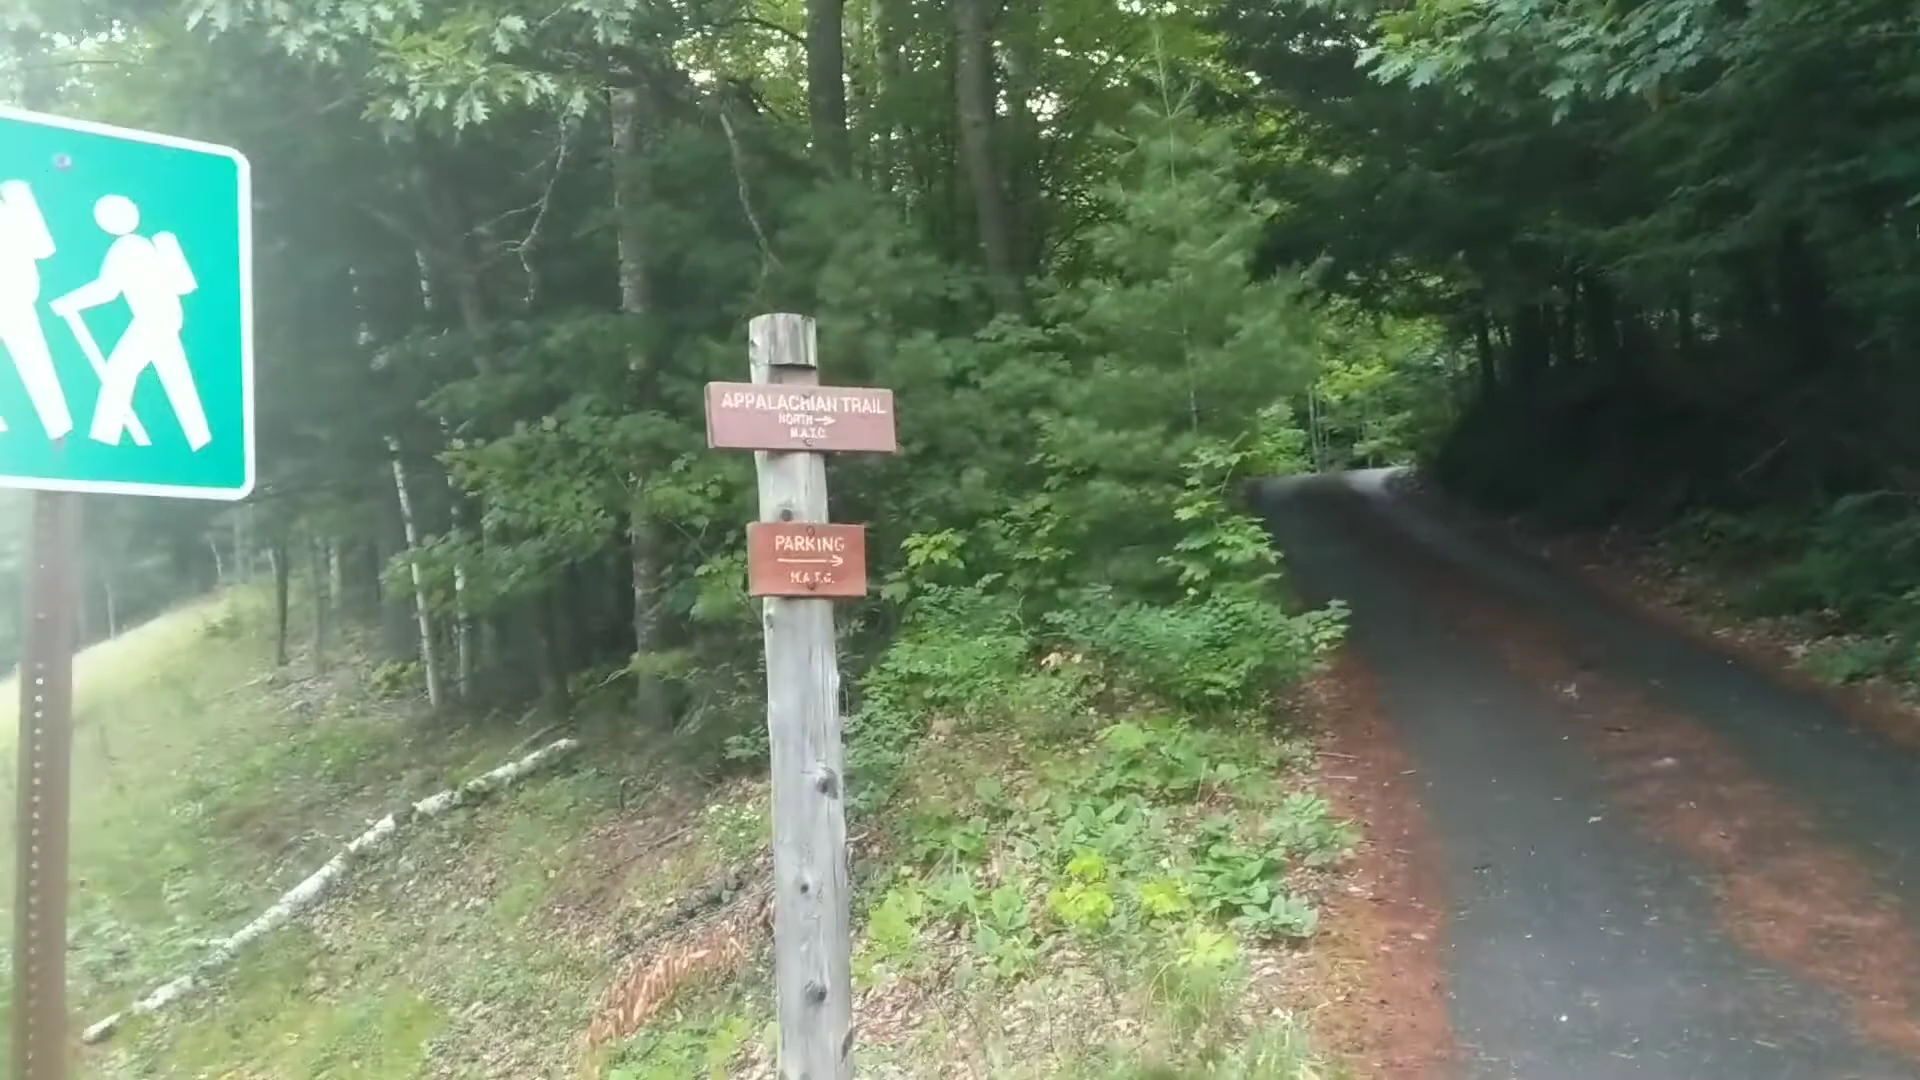 APPALACHIAN TRAIL
NORTH →
M.A.T.C.
PARKING
→
M.A.T.C.